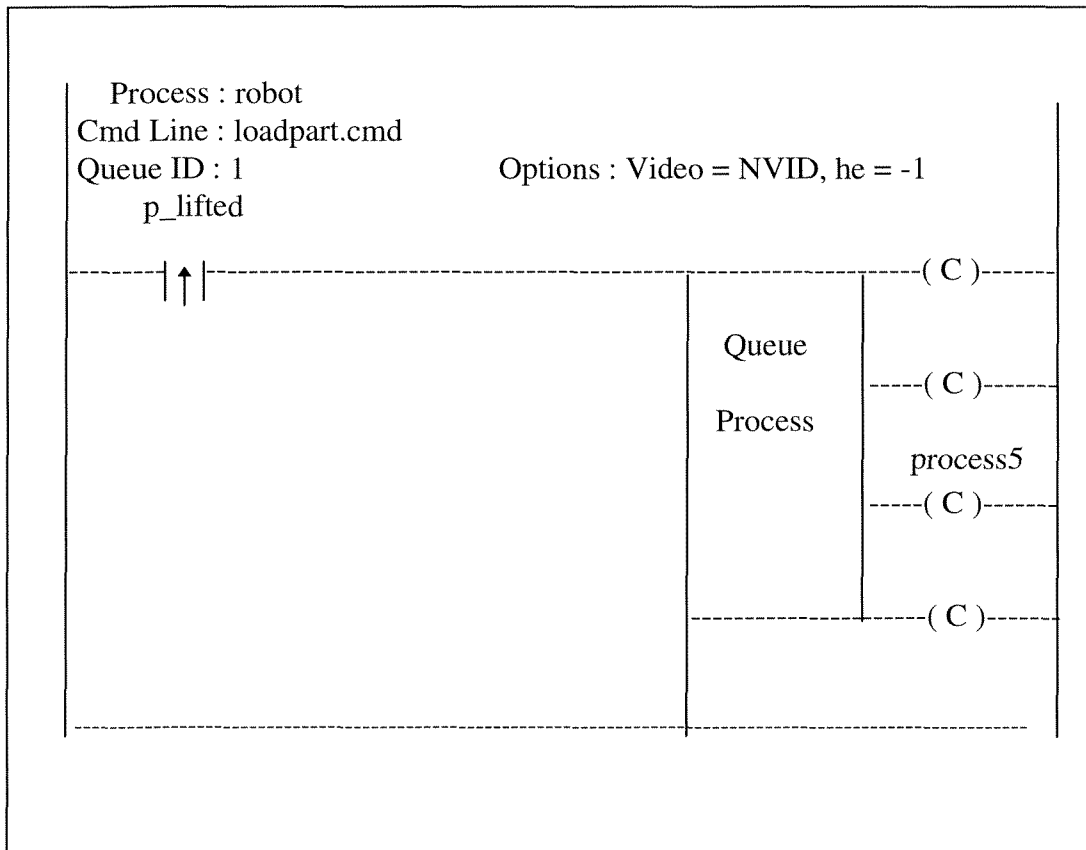 Process : robot
Cmd Line : loadpart.cmd
Queue ID : 1 Options : Video = NVID, he = -1
p_lifted
( C )
Queue
( C )
Process
process5
( C )
( C )